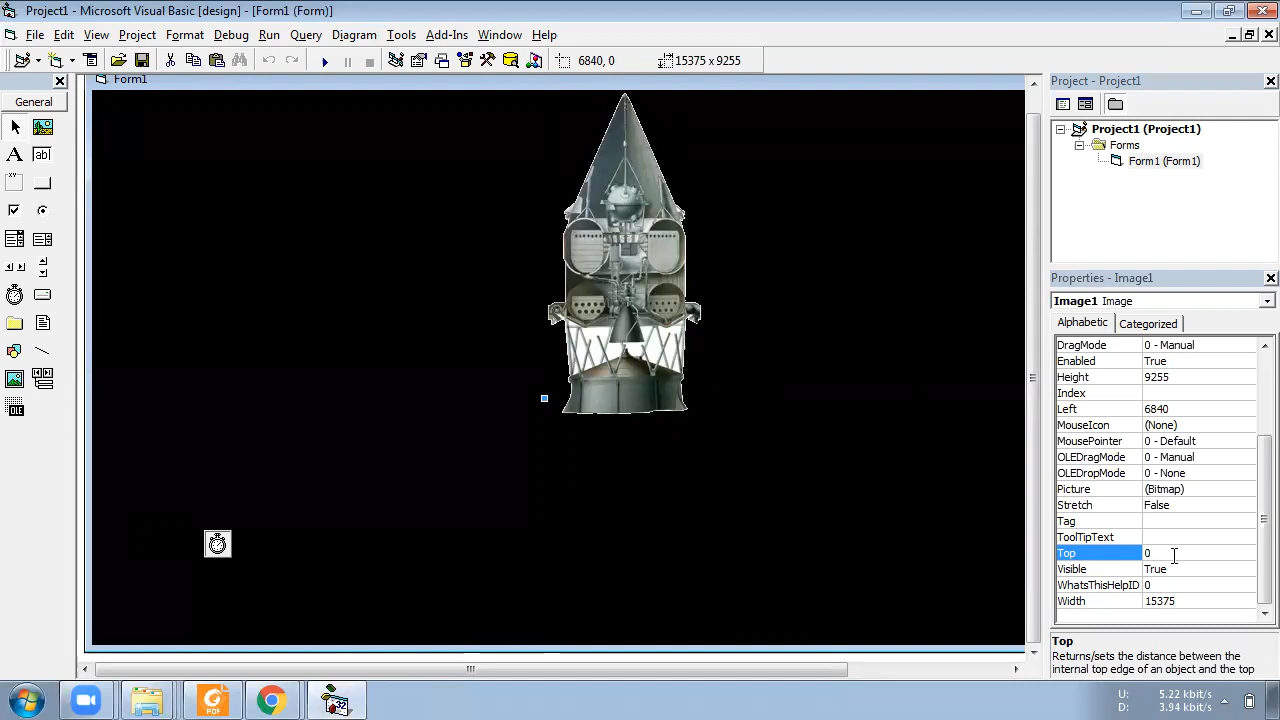 Project1 - Microsoft Visual Basic [design] - [Form1 (Form)]
File Edit View Project Format Debug Run Query Diagram Tools Add-Ins Window Help
6840, 0 15375 x 9255
General
A
ab
Form1
Project - Project1
Project1 (Project1)
Forms
Form1 (Form1)
Properties - Image1
Image1 Image
Alphabetic Categorized
DragMode 0 - Manual
Enabled True
Height 9255
Index
Left 6840
MouseIcon (None)
MousePointer 0 - Default
OLEDragMode 0 - Manual
OLEDropMode 0 - None
Picture (Bitmap)
Stretch False
Tag
ToolTipText
Top 0
Visible True
WhatsThisHelpID 0
Width 15375
Top
Returns/sets the distance between the
internal top edge of an object and the top
OLE
PDF
32
U: 5.22 kbit/s
D: 3.94 kbit/s